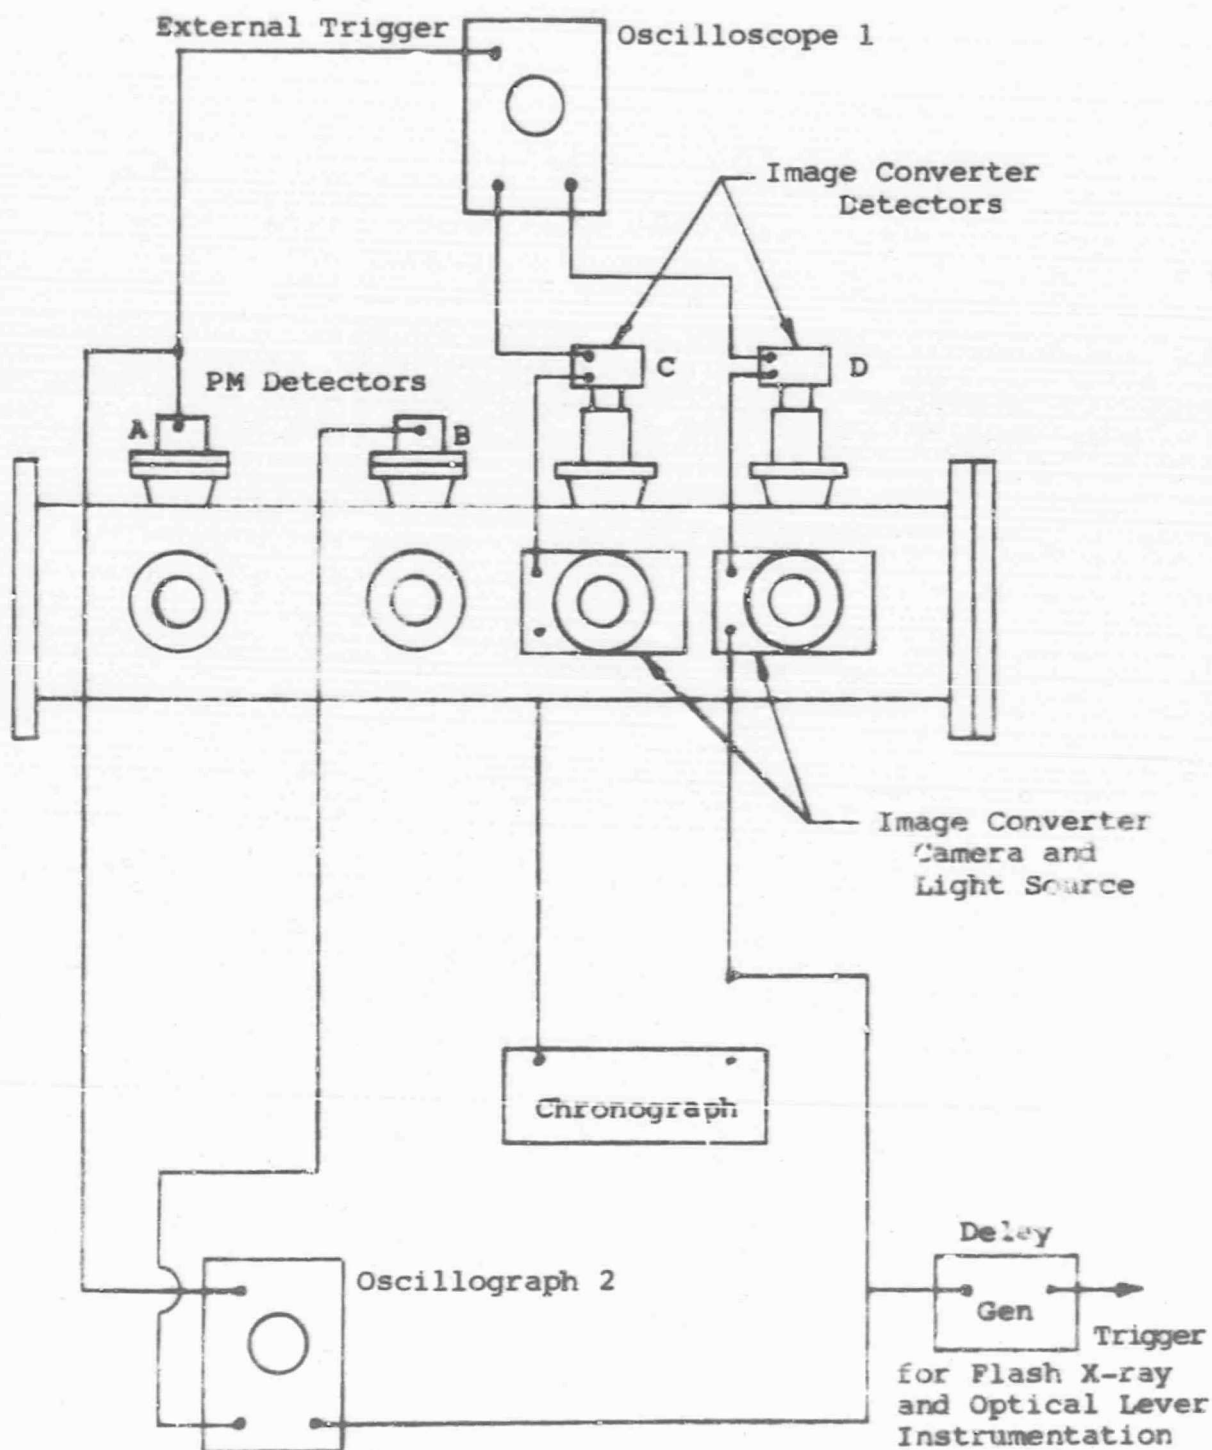 External Trigger
Oscilloscope 1
Image Converter
Detectors
PM Detectors
A
B
C
D
Image Converter
Camera and
Light Source
Chronograph
Oscillograph 2
Delay
Gen
Trigger
for Flash X-ray
and Optical Lever
Instrumentation